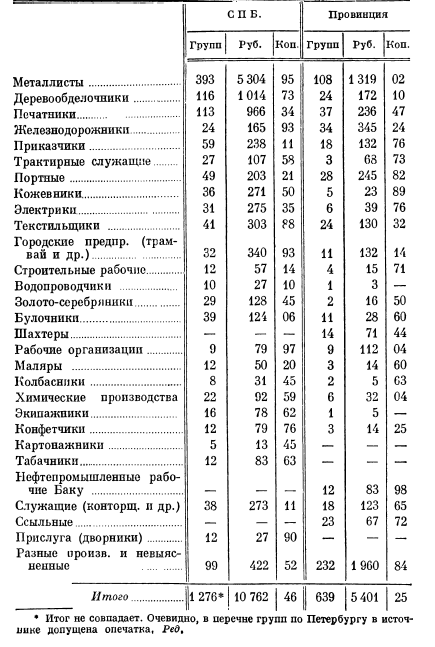 С П Б. Провинция
Групп Руб. Коп. Групп Руб. Коп.
Металлисты 393 5 304 95 108 1 319 02
Деревообделочники 116 1 014 73 24 172 10
Печатники 113 966 34 37 236 47
Железнодорожники 24 165 93 34 345 24
Приказчики 59 238 11 18 132 76
Трактирные служащие 27 107 58 3 68 73
Портные 49 203 21 28 245 82
Кожевники 36 271 50 5 23 89
Электрики 31 275 35 6 39 76
Текстильщики 41 303 88 24 130 32
Городские предпр. (трам-
вай и др.) 32 340 93 11 132 14
Строительные рабочие 12 57 14 4 15 71
Водопроводчики 10 27 10 1 3 —
Золото-серебряники 29 128 45 2 16 50
Булочники 39 124 06 11 28 60
Шахтеры — — — 14 71 44
Рабочие организации 9 79 97 9 112 04
Маляры 12 50 20 3 14 60
Колбасники 8 31 45 2 5 63
Химические производства 22 92 59 6 32 04
Экипажники 16 78 62 1 5 —
Конфетчики 12 79 76 3 14 25
Картонажники 5 13 45 — — —
Табачники 12 83 63 — — —
Нефтепромышленные рабо-
чие Баку — — — 12 83 98
Служащие (конторщ. и др.) 38 273 11 18 123 65
Ссыльные — — — 23 67 72
Прислуга (дворники) 12 27 90 — — —
Разные произв. и невыяс-
ненные 99 422 52 232 1 960 84
Итого 1 276* 10 762 46 639 5 401 25
* Итог не совпадает. Очевидно, в перечне групп по Петербургу в источ-
нике допущена опечатка, Ред.